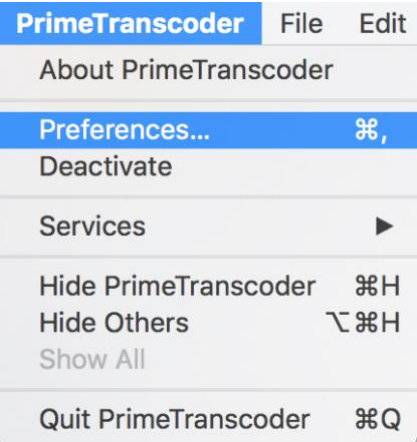 PrimeTranscoder File Edit
About PrimeTranscoder
Preferences... ⌘,
Deactivate
Services ▶
Hide PrimeTranscoder ⌘H
Hide Others ⌥⌘H
Show All
Quit PrimeTranscoder ⌘Q